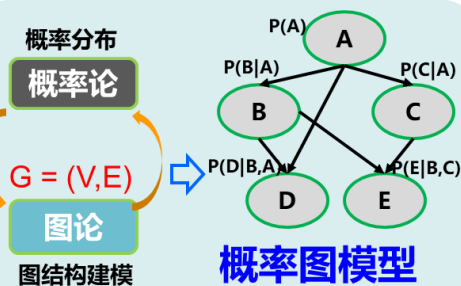 概率分布
概率论
G = (V,E)
图论
图结构建模
P(A)
A
P(B|A)
P(C|A)
B
C
P(D|B,A)
P(E|B,C)
D
E
概率图模型